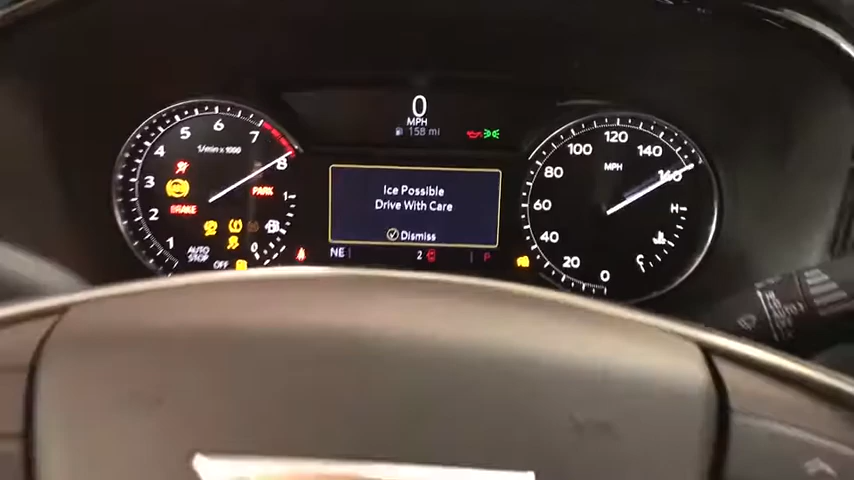 0
MPH
158 mi
5 6 7
4 1/min x 1000 8
3
BRAKE PARK
2 1
1
AUTO
STOP
OFF
0
Ice Possible
Drive With Care
Dismiss
NE 2 P
120
100 140
MPH
80 160
60 H
40
20 0 C